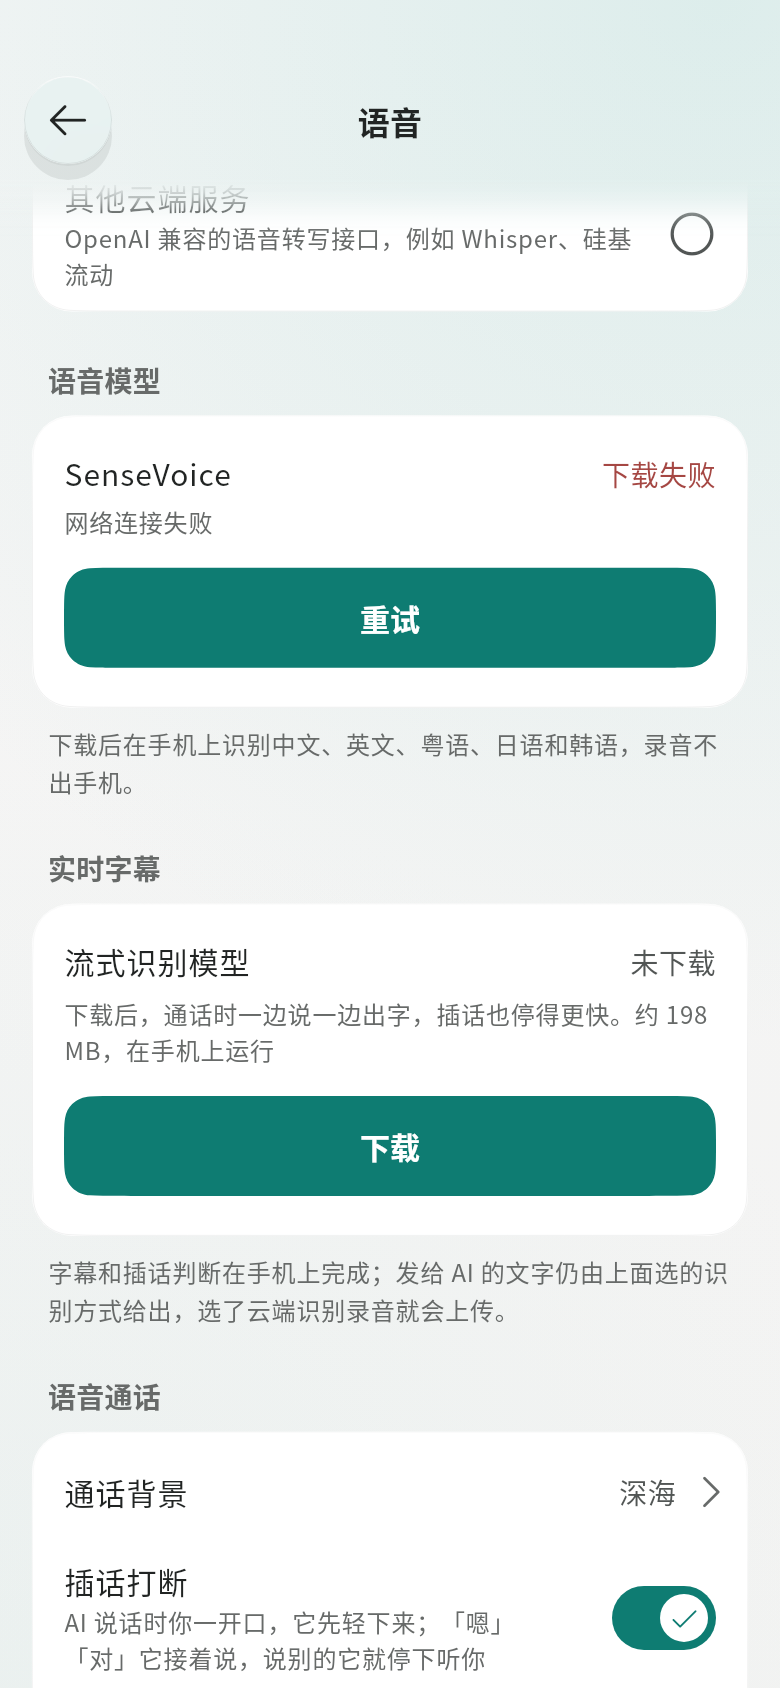 语音
其他云端服务
OpenAI 兼容的语音转写接口，例如 Whisper、硅基
流动
语音模型
SenseVoice
下载失败
网络连接失败
重试
下载后在手机上识别中文、英文、粤语、日语和韩语，录音不
出手机。
实时字幕
流式识别模型
未下载
下载后，通话时一边说一边出字，插话也停得更快。约 198
MB，在手机上运行
下载
字幕和插话判断在手机上完成；发给 AI 的文字仍由上面选的识
别方式给出，选了云端识别录音就会上传。
语音通话
通话背景
深海
插话打断
AI 说话时你一开口，它先轻下来；「嗯」
「对」它接着说，说别的它就停下听你